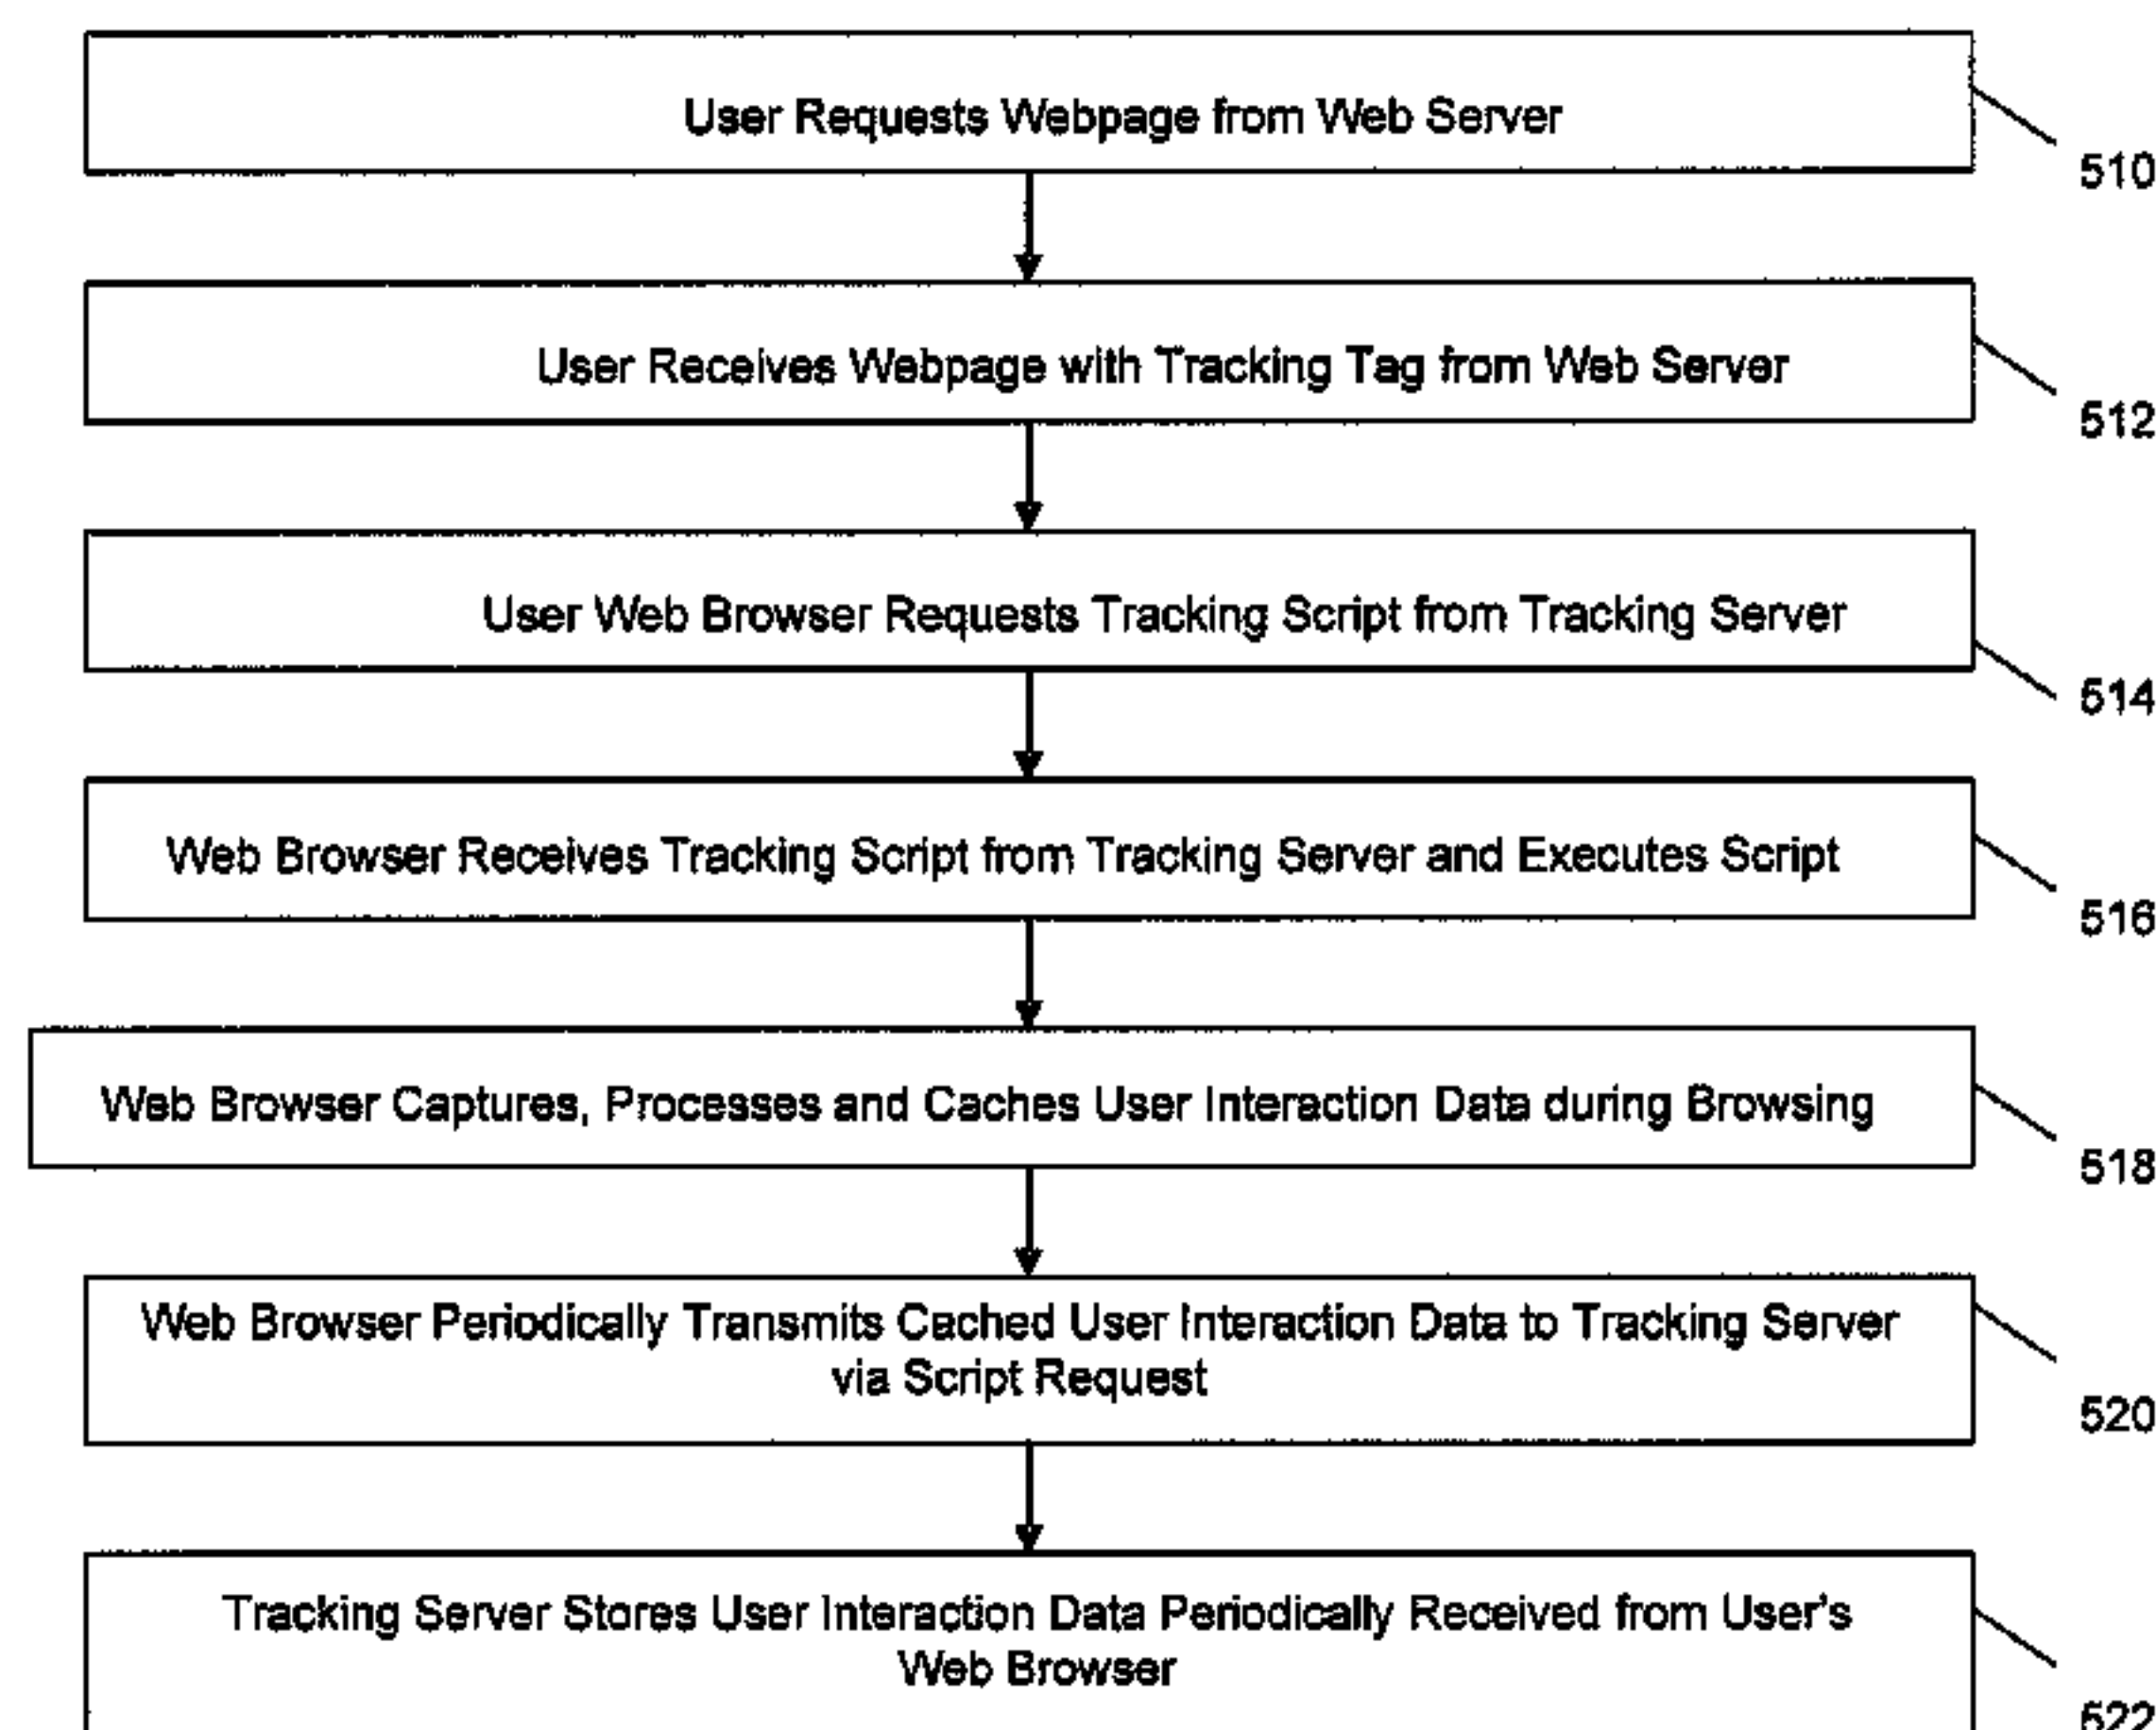 User Requests Webpage from Web Server
510
User Receives Webpage with Tracking Tag from Web Server
512
User Web Browser Requests Tracking Script from Tracking Server
514
Web Browser Receives Tracking Script from Tracking Server and Executes Script
516
Web Browser Captures, Processes and Caches User Interaction Data during Browsing
518
Web Browser Periodically Transmits Cached User Interaction Data to Tracking Server
via Script Request
520
Tracking Server Stores User Interaction Data Periodically Received from User's
Web Browser
522